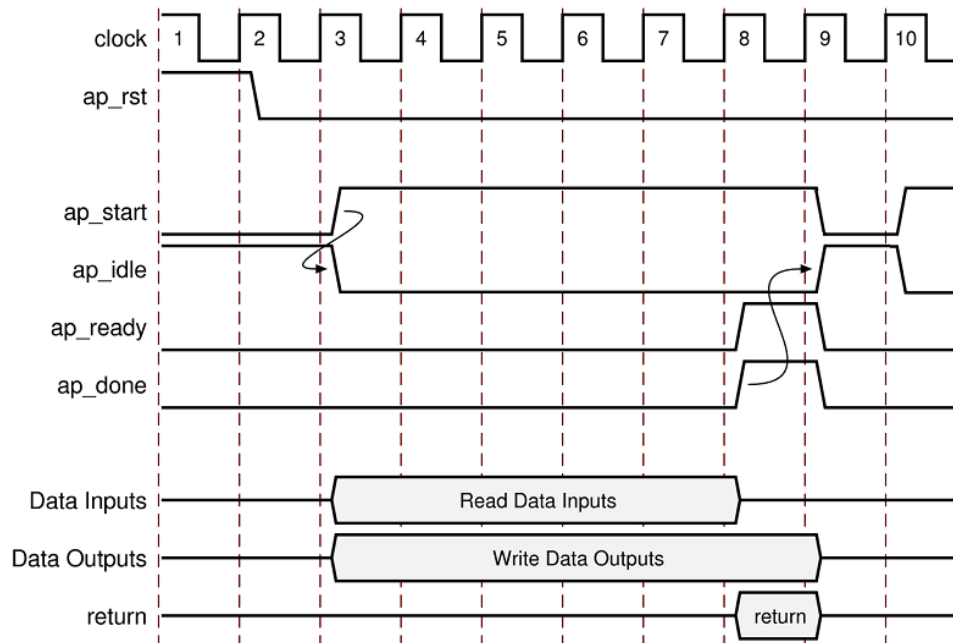 clock 1 2 3 4 5 6 7 8 9 10
ap_rst
ap_start
ap_idle
ap_ready
ap_done
Data Inputs Read Data Inputs
Data Outputs Write Data Outputs
return return